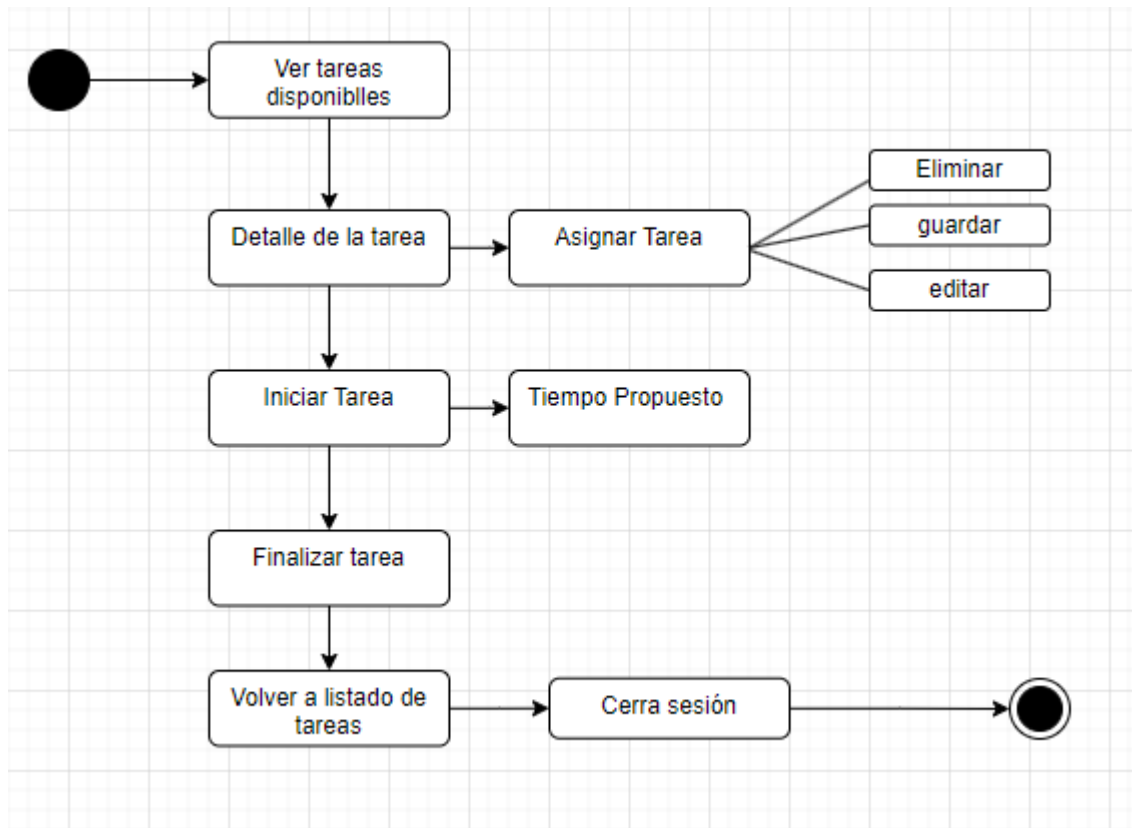 Ver tareas
disponiblles
Eliminar
guardar
Detalle de la tarea
Asignar Tarea
editar
Iniciar Tarea
Tiempo Propuesto
Finalizar tarea
Volver a listado de
tareas
Cerra sesión